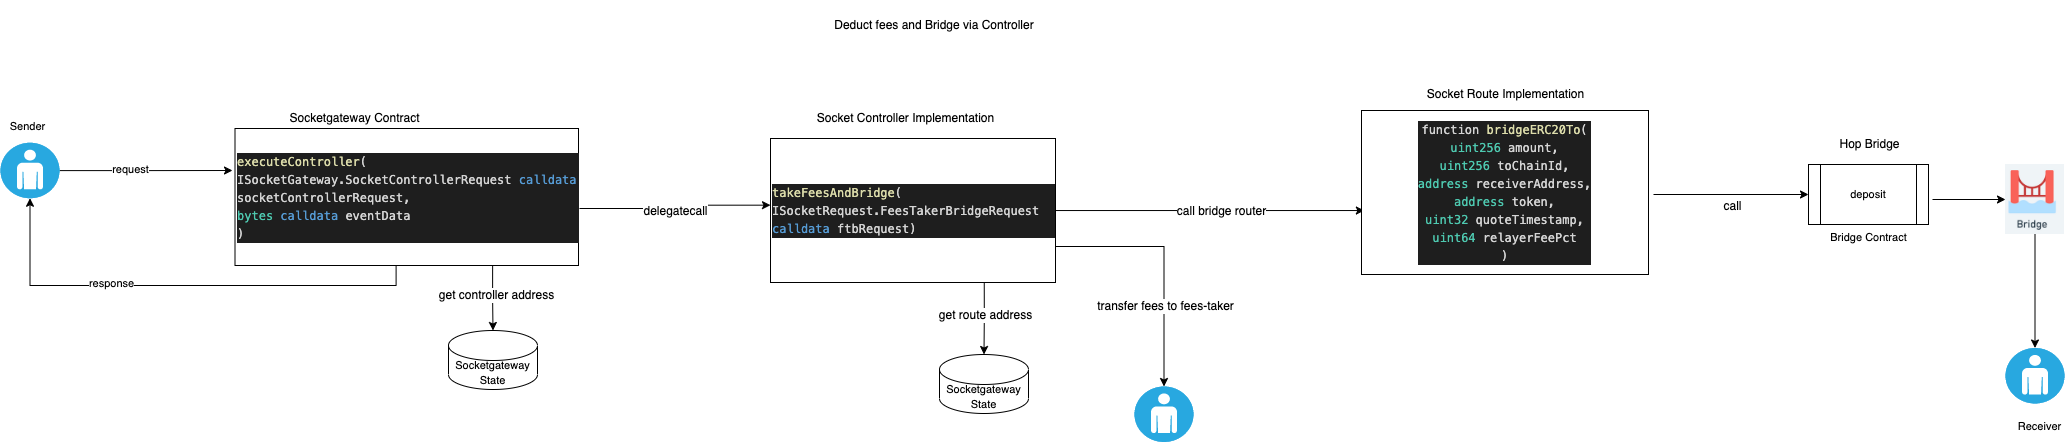 Deduct fees and Bridge via Controller
Sender
request
response
Socketgateway Contract
executeController(
ISocketGateway.SocketControllerRequest calldata
socketControllerRequest,
bytes calldata eventData
)
get controller address
Socketgateway
State
delegatecall
Socket Controller Implementation
takeFeesAndBridge(
ISocketRequest.FeesTakerBridgeRequest
calldata ftbRequest)
get route address
Socketgateway
State
transfer fees to fees-taker
call bridge router
Socket Route Implementation
function bridgeERC20To(
uint256 amount,
uint256 toChainId,
address receiverAddress,
address token,
uint32 quoteTimestamp,
uint64 relayerFeePct
)
call
Hop Bridge
deposit
Bridge Contract
Bridge
Receiver